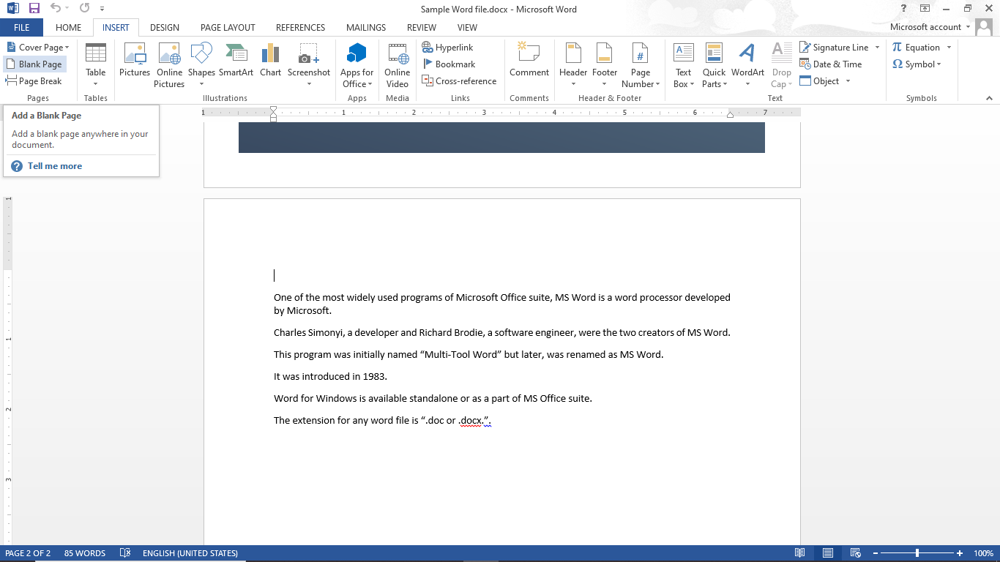 Sample Word file.docx - Microsoft Word
?
FILE HOME INSERT DESIGN PAGE LAYOUT REFERENCES MAILINGS REVIEW VIEW Microsoft account
Cover Page
Blank Page
Page Break
Pages
Table
Tables
Pictures
Online Pictures
Shapes
SmartArt
Chart
Screenshot
Illustrations
Apps for Office
Apps
Online Video
Media
Hyperlink
Bookmark
Cross-reference
Links
Comment
Comments
Header
Footer
Page Number
#
Header & Footer
Text Box
Quick Parts
WordArt
Drop Cap
Signature Line
Date & Time
Object
Text
π Equation
Ω Symbol
Symbols
Add a Blank Page
Add a blank page anywhere in your
document.
? Tell me more
1 1 2 3 4 5 6 7
1
1
2
3
One of the most widely used programs of Microsoft Office suite, MS Word is a word processor developed
by Microsoft.
Charles Simonyi, a developer and Richard Brodie, a software engineer, were the two creators of MS Word.
This program was initially named “Multi-Tool Word” but later, was renamed as MS Word.
It was introduced in 1983.
Word for Windows is available standalone or as a part of MS Office suite.
The extension for any word file is “.doc or .docx.”.
PAGE 2 OF 2 85 WORDS ENGLISH (UNITED STATES) 100%